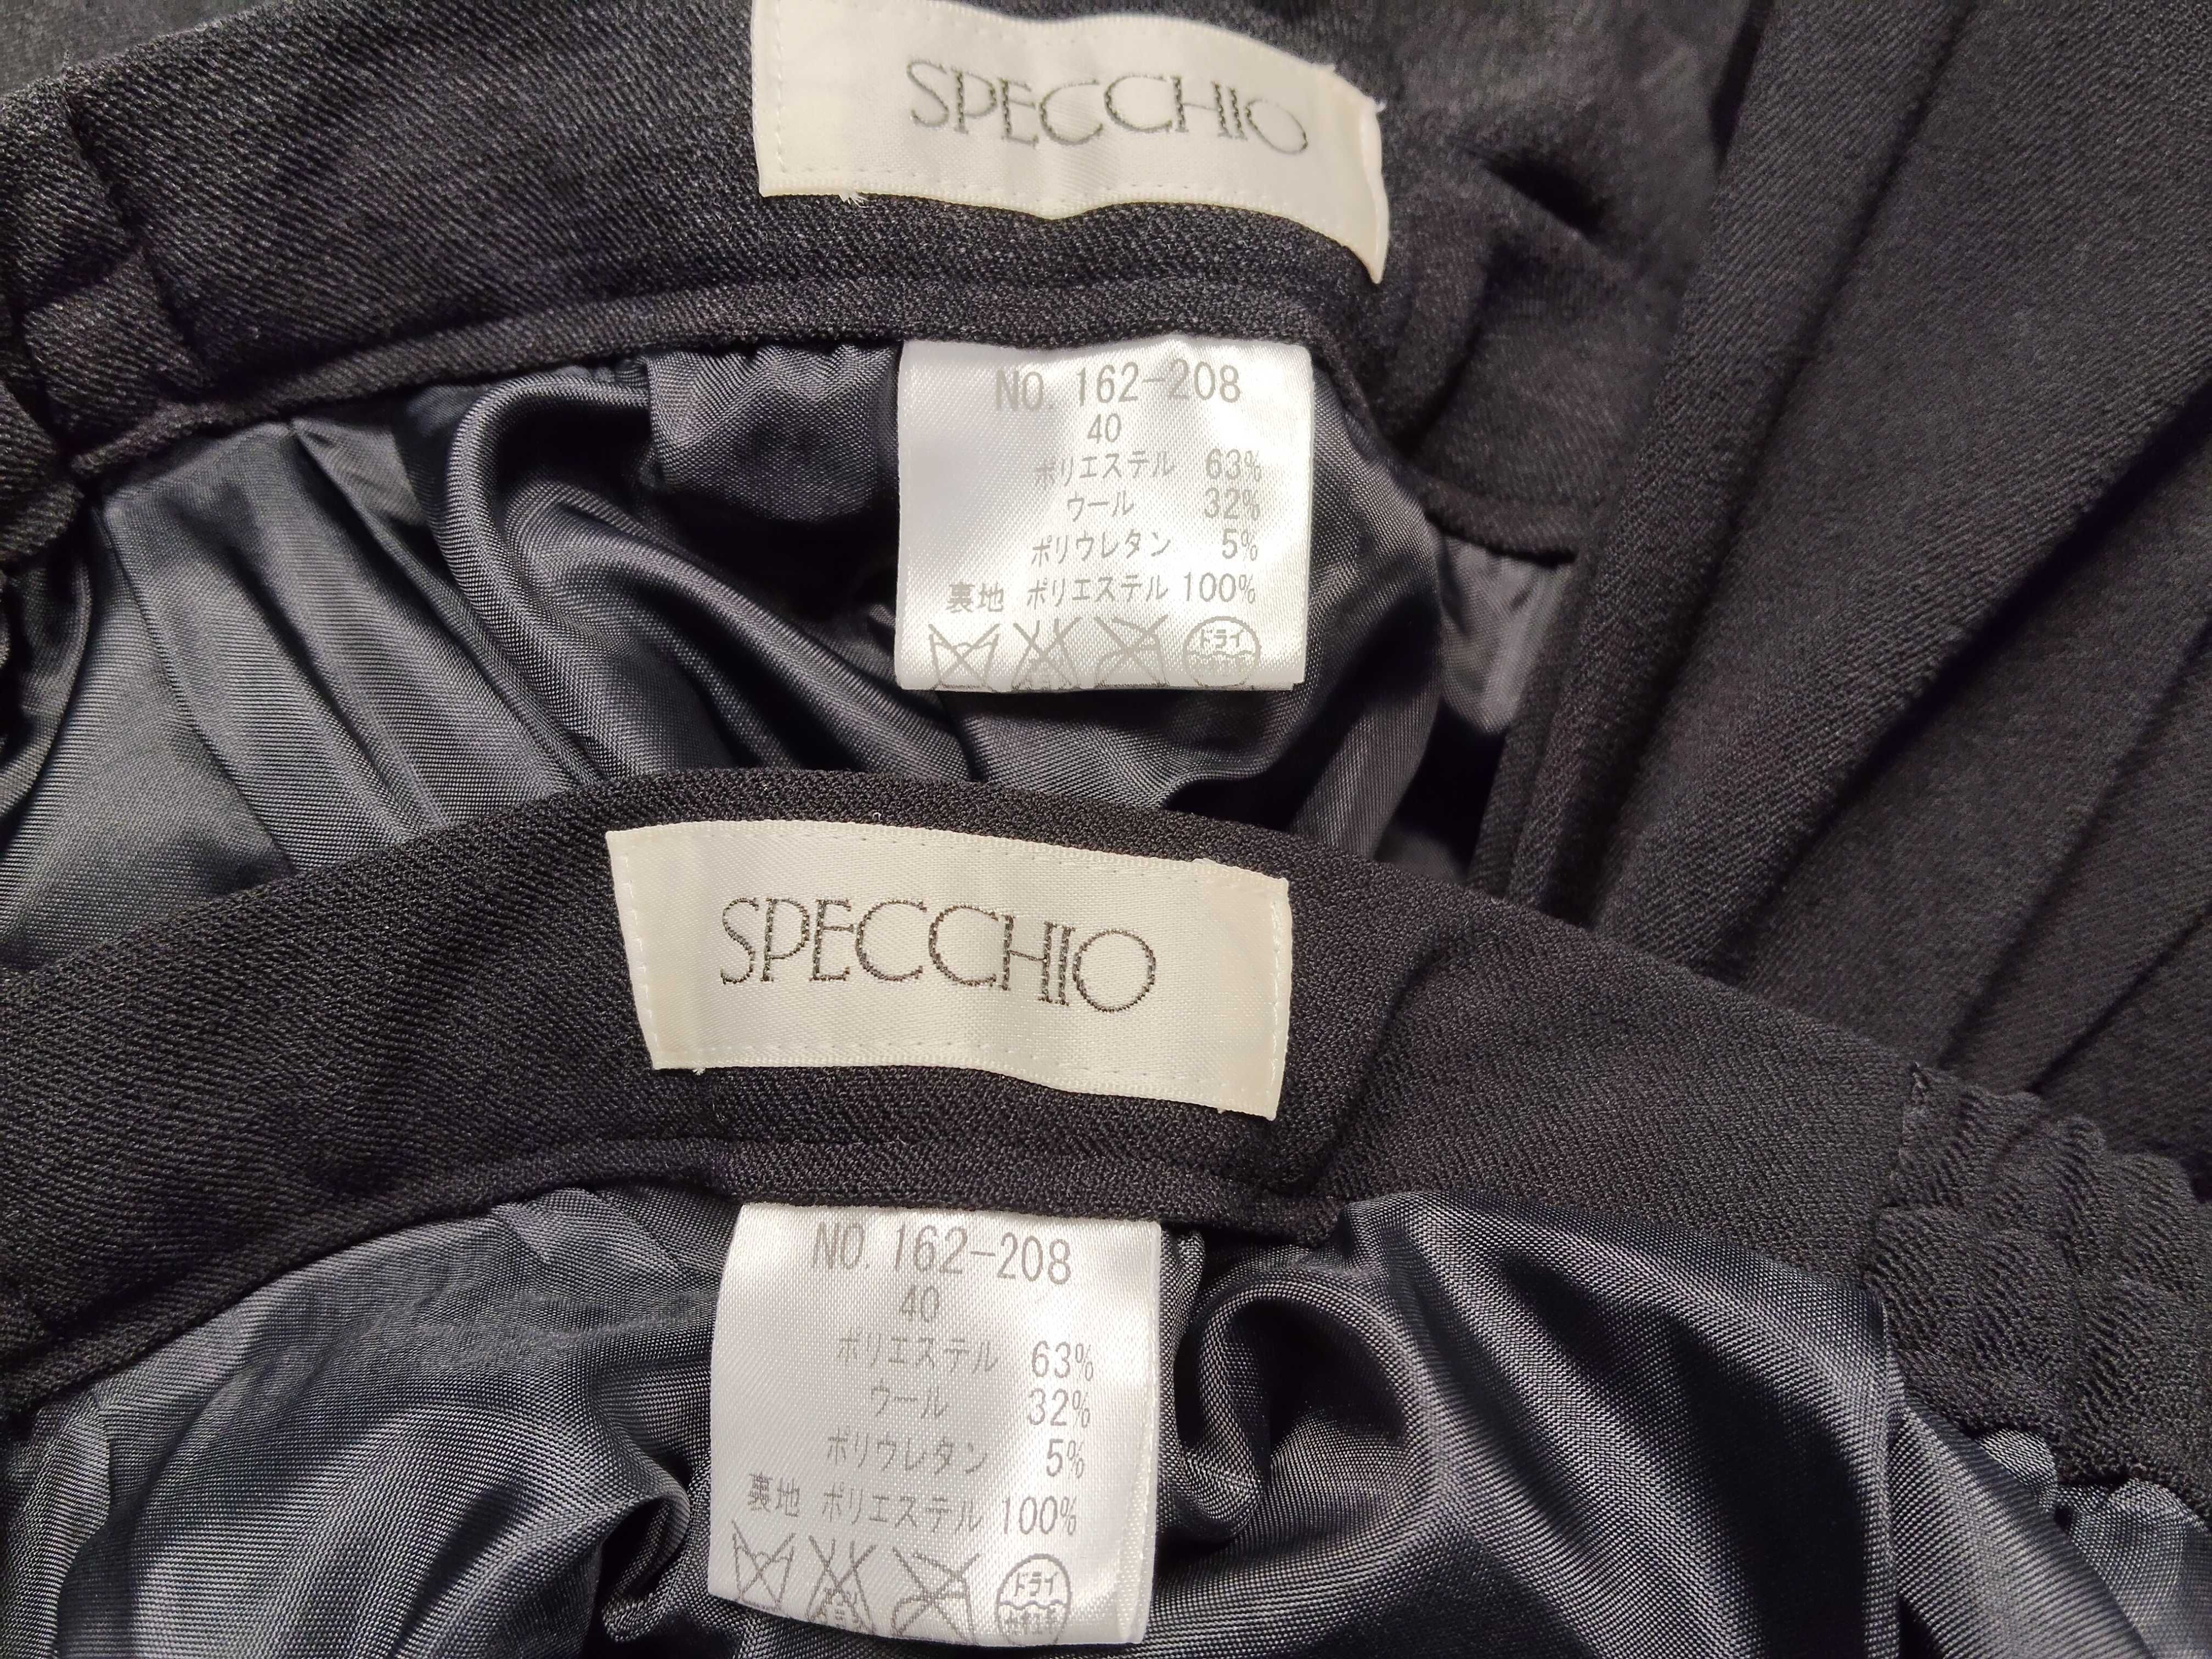 SPECCHIO
NO. 162-208
40
ポリエステル 63%
ウール 32%
ポリウレタン 5%
裏地 ポリエステル 100%
ドライ
SPECCHIO
NO. 162-208
40
ポリエステル 63%
ウール 32%
ポリウレタン 5%
裏地 ポリエステル 100%
ドライ